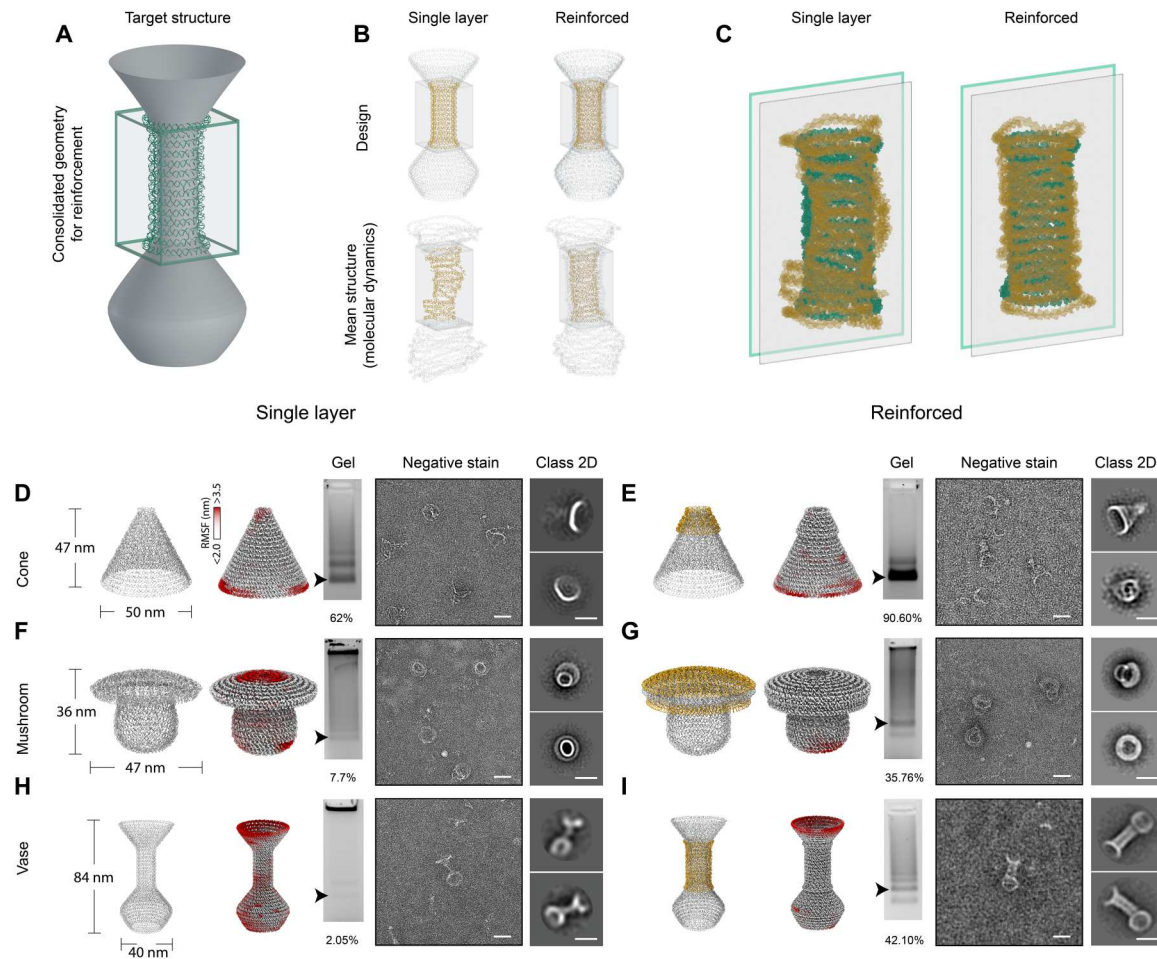 A
Target structure
Consolidated geometry
for reinforcement
B
Single layer
Reinforced
Design
Mean structure
(molecular dynamics)
C
Single layer
Reinforced
Single layer
Reinforced
Gel
Negative stain
Class 2D
Gel
Negative stain
Class 2D
D
Cone
47 nm
50 nm
RMSF (nm)
<2.0
>3.5
62%
E
90.60%
F
Mushroom
36 nm
47 nm
7.7%
G
35.76%
H
Vase
84 nm
40 nm
2.05%
I
42.10%